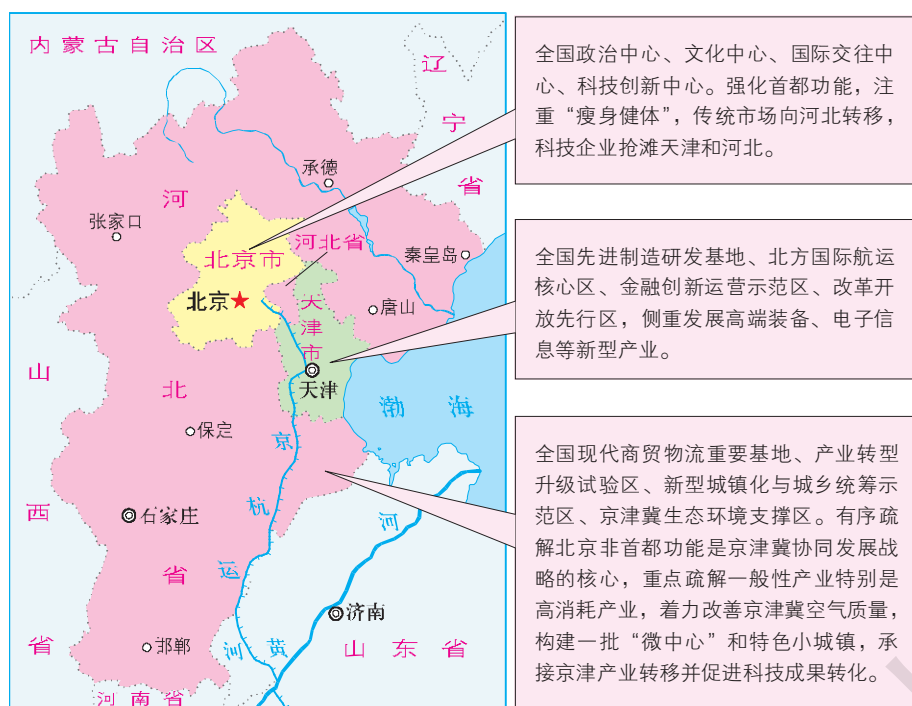 内蒙古自治区
辽宁省
河北省
山西省
承德
张家口
河北省
秦皇岛
北京市
北京
天津市
唐山
天津
渤海
保定
京杭运河
石家庄
黄河
济南
邯郸
山东省
河南省
全国政治中心、文化中心、国际交往中
心、科技创新中心。强化首都功能，注
重“瘦身健体”，传统市场向河北转移，
科技企业抢滩天津和河北。
全国先进制造研发基地、北方国际航运
核心区、金融创新运营示范区、改革开
放先行区，侧重发展高端装备、电子信
息等新型产业。
全国现代商贸物流重要基地、产业转型
升级试验区、新型城镇化与城乡统筹示
范区、京津冀生态环境支撑区。有序疏
解北京非首都功能是京津冀协同发展战
略的核心，重点疏解一般性产业特别是
高消耗产业，着力改善京津冀空气质量，
构建一批“微中心”和特色小城镇，承
接京津产业转移并促进科技成果转化。